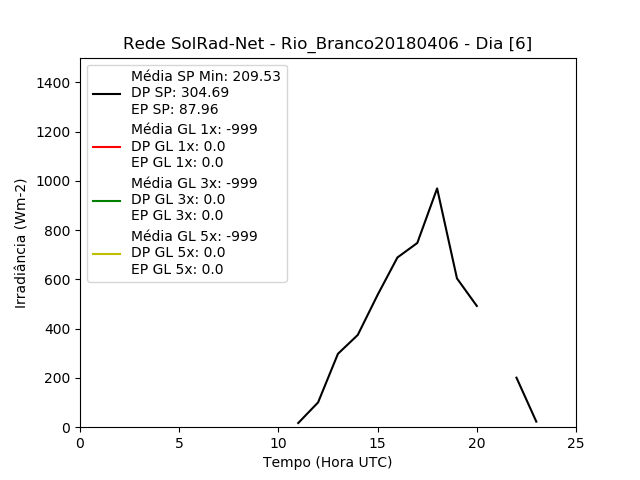 Rede SolRad-Net - Rio_Branco20180406 - Dia [6]
Média SP Min: 209.53
DP SP: 304.69
EP SP: 87.96
Média GL 1x: -999
DP GL 1x: 0.0
EP GL 1x: 0.0
Média GL 3x: -999
DP GL 3x: 0.0
EP GL 3x: 0.0
Média GL 5x: -999
DP GL 5x: 0.0
EP GL 5x: 0.0
Irradiância (Wm-2)
1400
1200
1000
800
600
400
200
0
0 5 10 15 20 25
Tempo (Hora UTC)